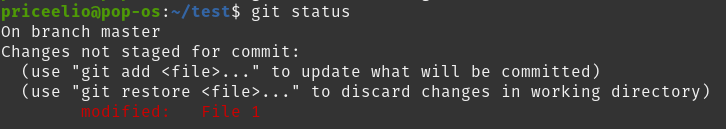 priceelio@pop-os:~/test$ git status
On branch master
Changes not staged for commit:
  (use "git add <file>..." to update what will be committed)
  (use "git restore <file>..." to discard changes in working directory)
        modified:   File 1